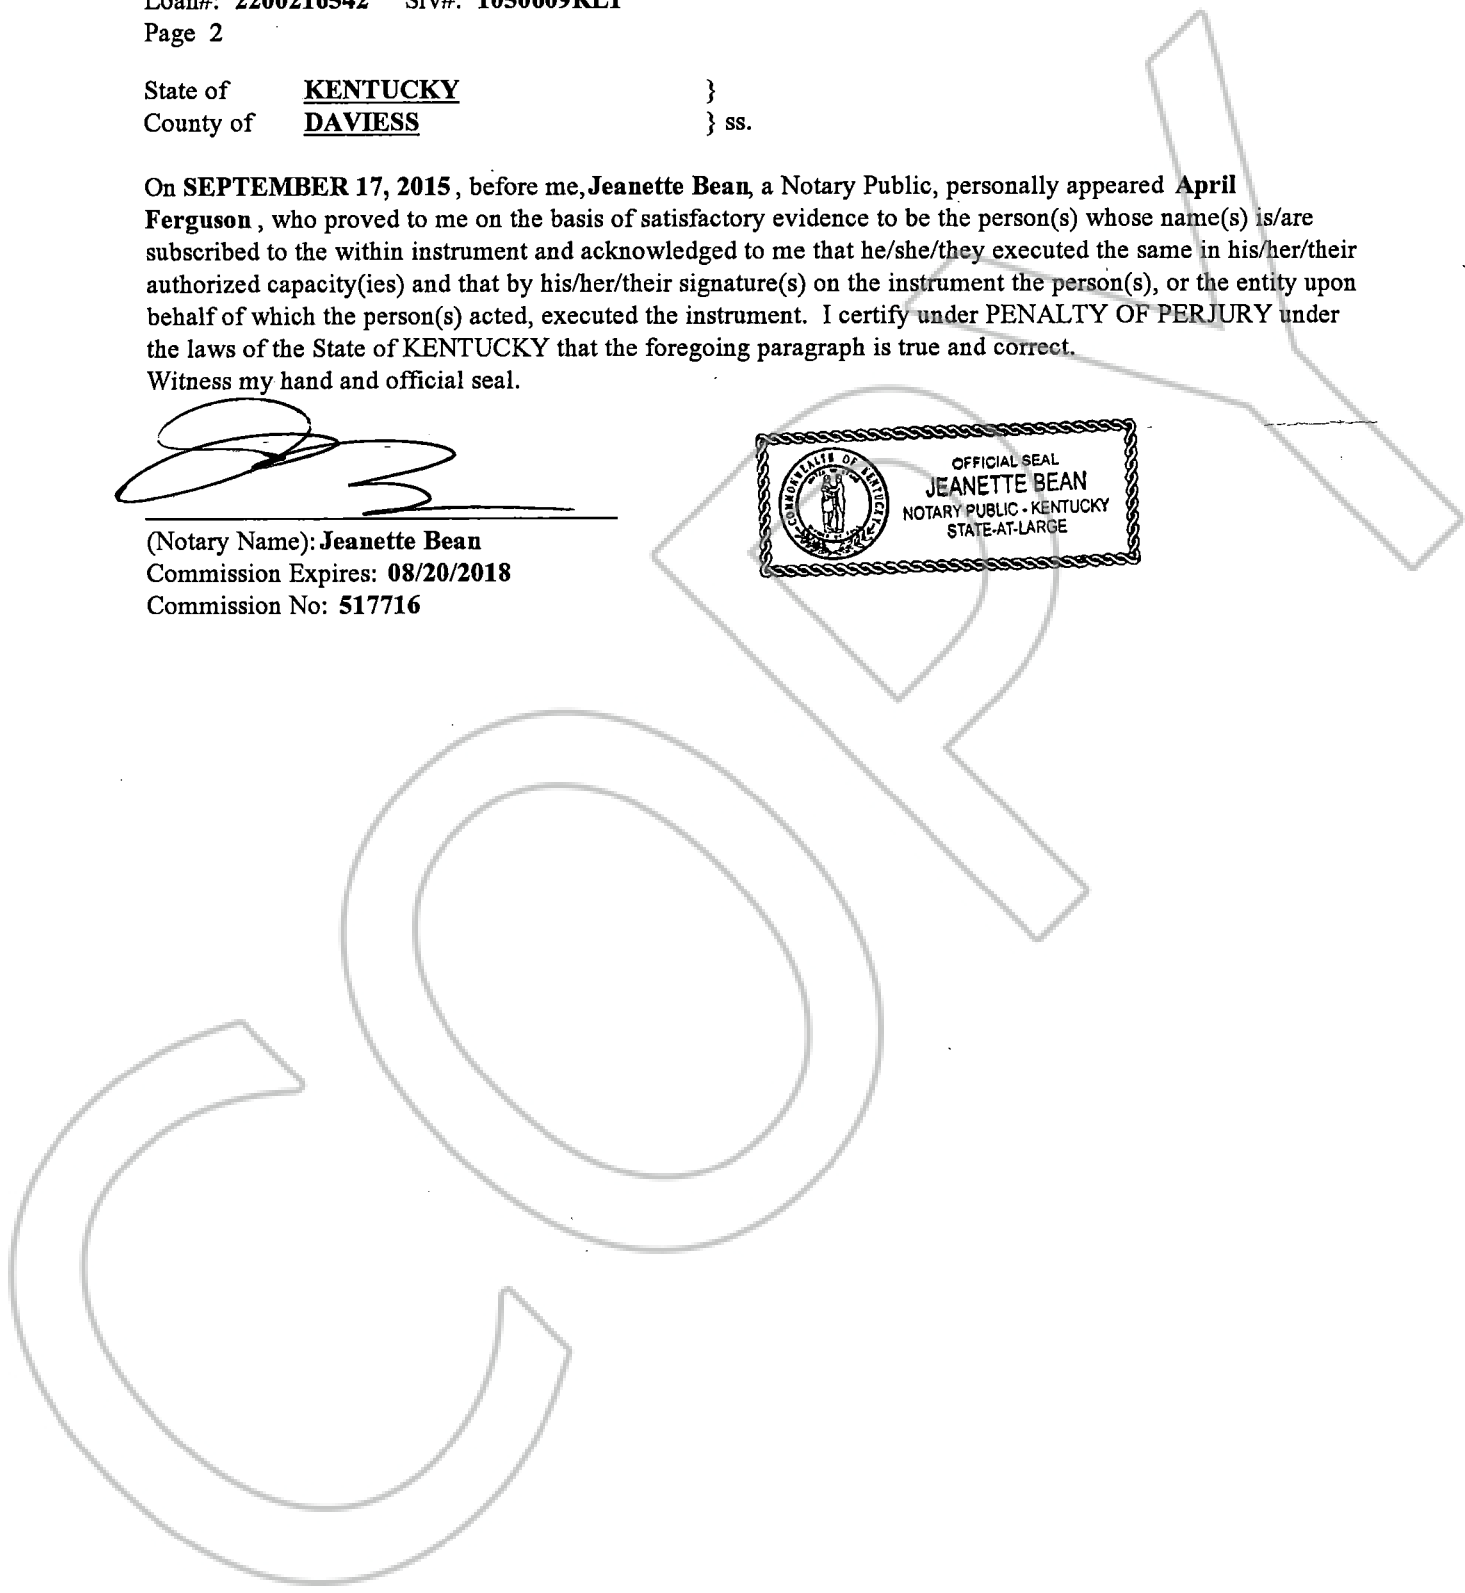 Loan#: 2200216542 Srv#: 1050609REL1
Page 2
State of KENTUCKY }
County of DAVIESS } ss.
On SEPTEMBER 17, 2015 , before me, Jeanette Bean, a Notary Public, personally appeared April
Ferguson , who proved to me on the basis of satisfactory evidence to be the person(s) whose name(s) is/are
subscribed to the within instrument and acknowledged to me that he/she/they executed the same in his/her/their
authorized capacity(ies) and that by his/her/their signature(s) on the instrument the person(s), or the entity upon
behalf of which the person(s) acted, executed the instrument. I certify under PENALTY OF PERJURY under
the laws of the State of KENTUCKY that the foregoing paragraph is true and correct.
Witness my hand and official seal.
COMMONWEALTH OF KENTUCKY
OFFICIAL SEAL
JEANETTE BEAN
NOTARY PUBLIC - KENTUCKY
STATE-AT-LARGE
(Notary Name): Jeanette Bean
Commission Expires: 08/20/2018
Commission No: 517716
COPY